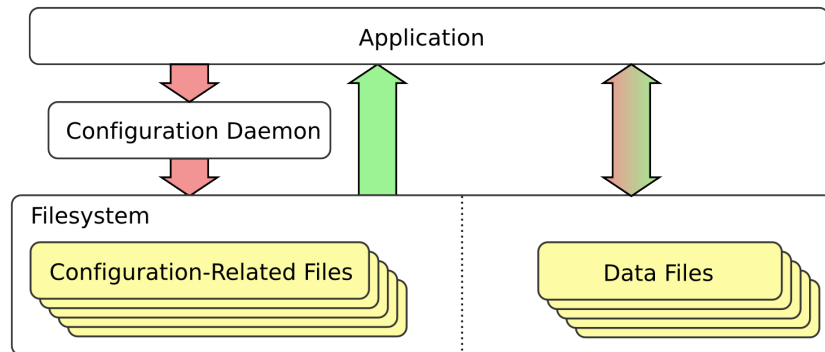 Application
Configuration Daemon
Filesystem
Configuration-Related Files
Data Files